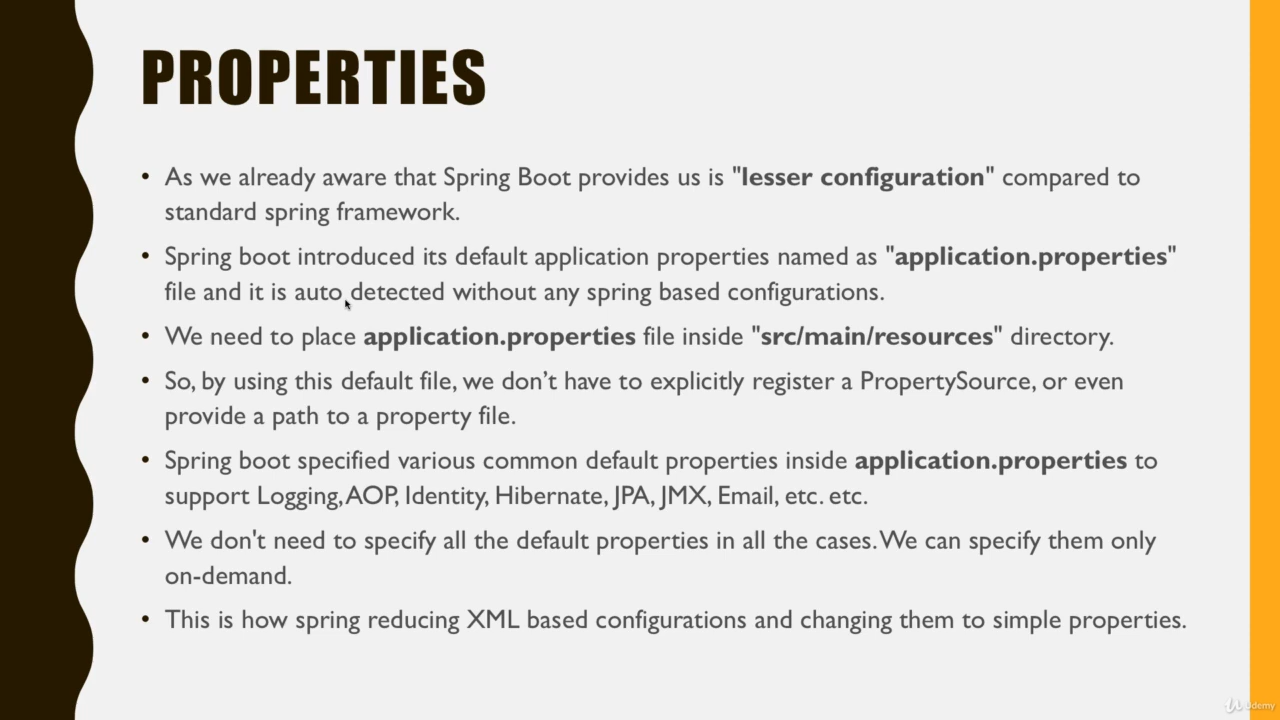 PROPERTIES
• As we already aware that Spring Boot provides us is "lesser configuration" compared to
standard spring framework.
• Spring boot introduced its default application properties named as "application.properties"
file and it is auto detected without any spring based configurations.
• We need to place application.properties file inside "src/main/resources" directory.
• So, by using this default file, we don’t have to explicitly register a PropertySource, or even
provide a path to a property file.
• Spring boot specified various common default properties inside application.properties to
support Logging, AOP, Identity, Hibernate, JPA, JMX, Email, etc. etc.
• We don't need to specify all the default properties in all the cases. We can specify them only
on-demand.
• This is how spring reducing XML based configurations and changing them to simple properties.
Udemy